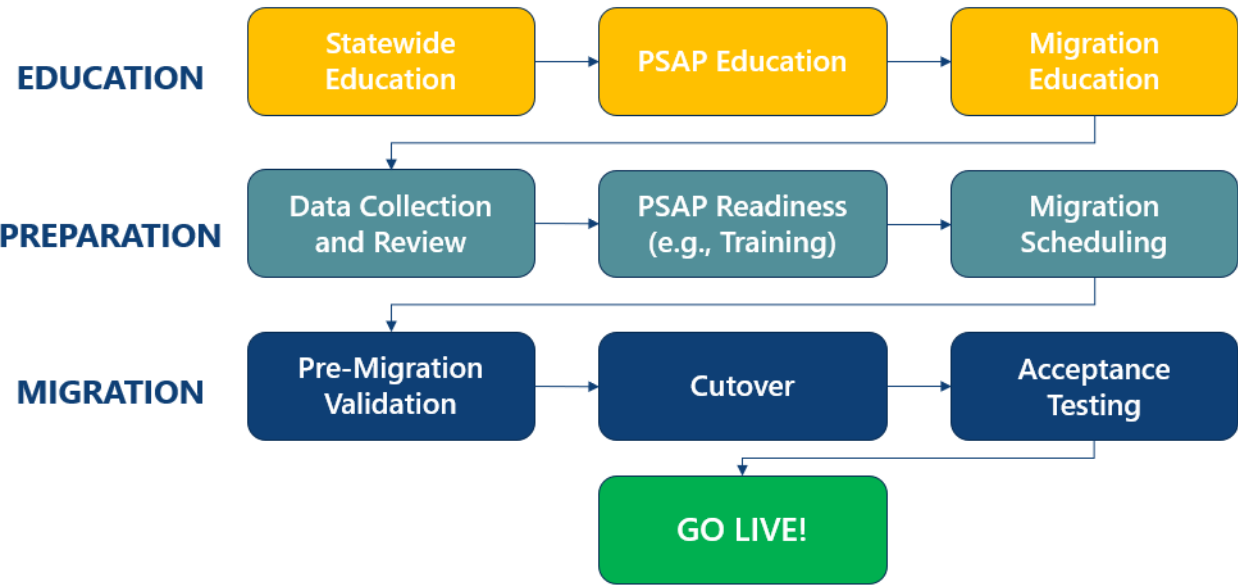 EDUCATION
Statewide
Education
PSAP Education
Migration
Education
PREPARATION
Data Collection
and Review
PSAP Readiness
(e.g., Training)
Migration
Scheduling
MIGRATION
Pre-Migration
Validation
Cutover
Acceptance
Testing
GO LIVE!